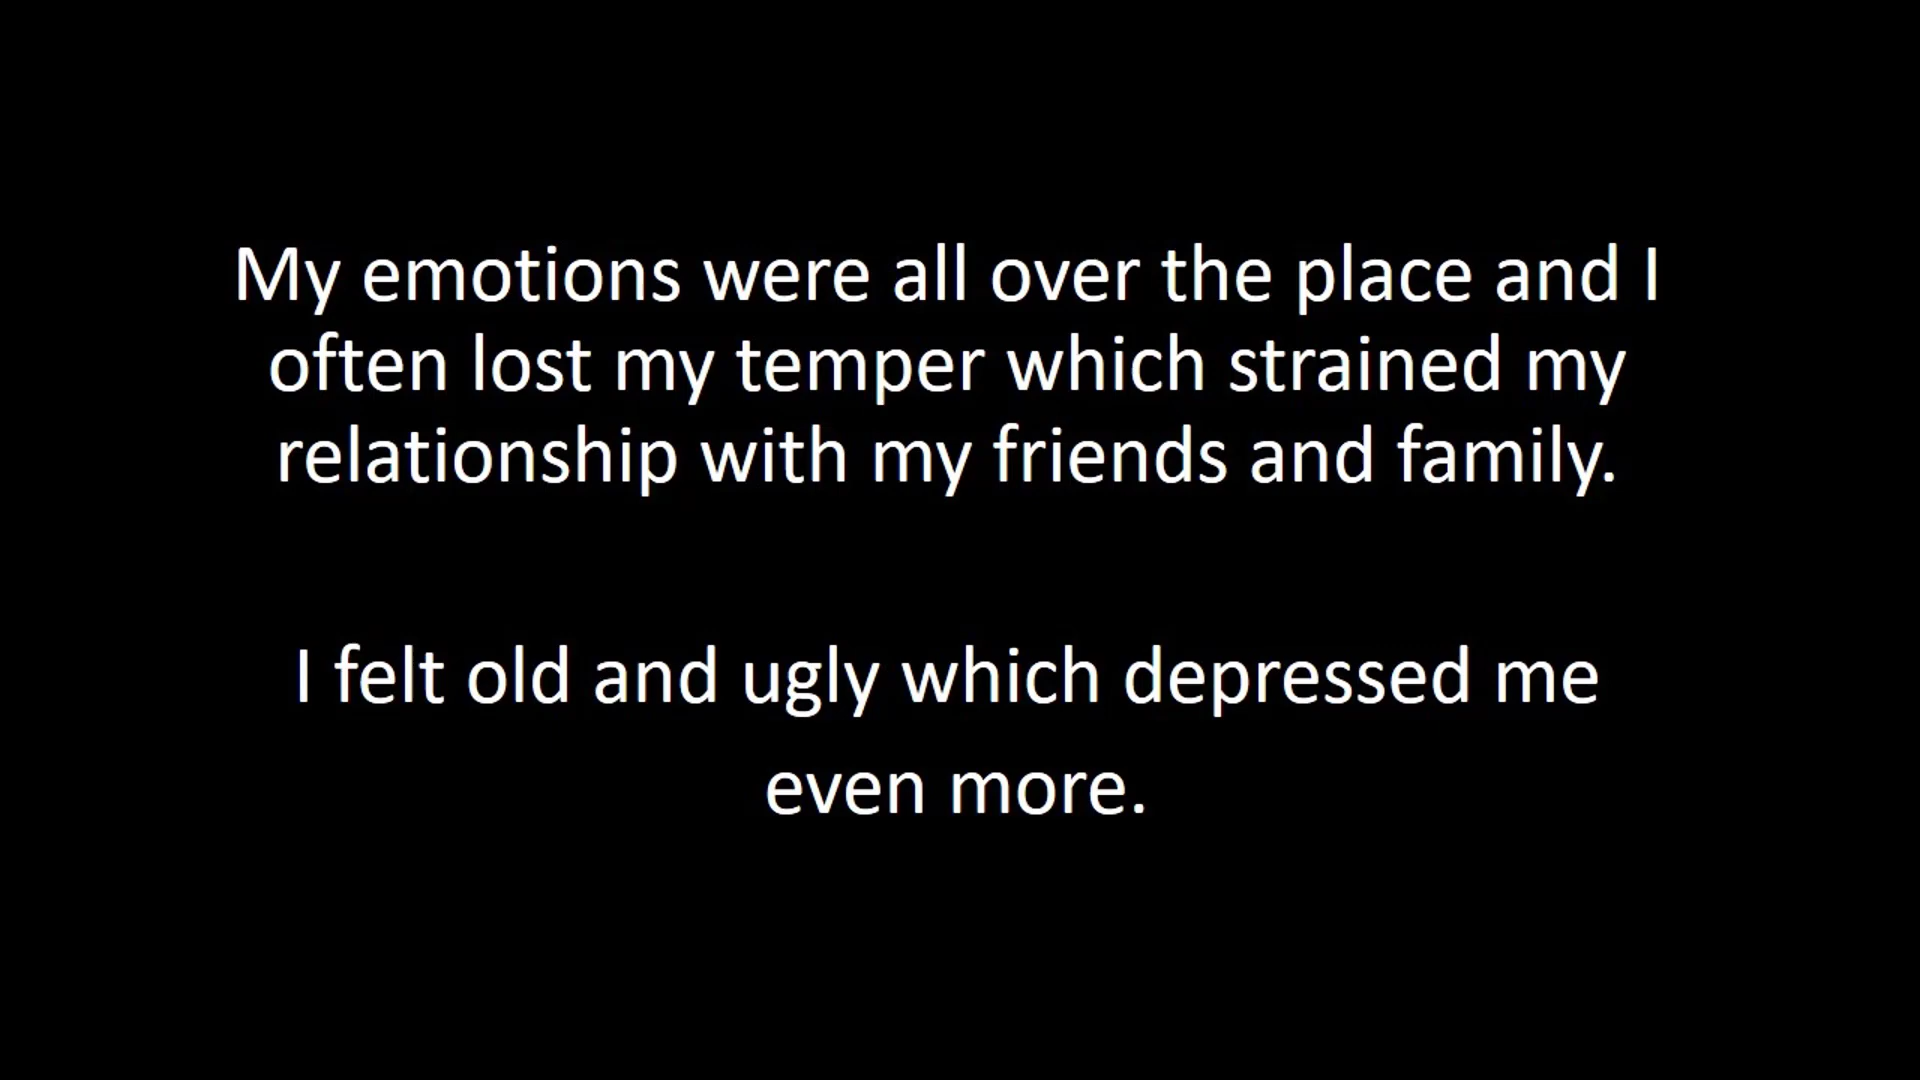 My emotions were all over the place and I
often lost my temper which strained my
relationship with my friends and family.
I felt old and ugly which depressed me
even more.